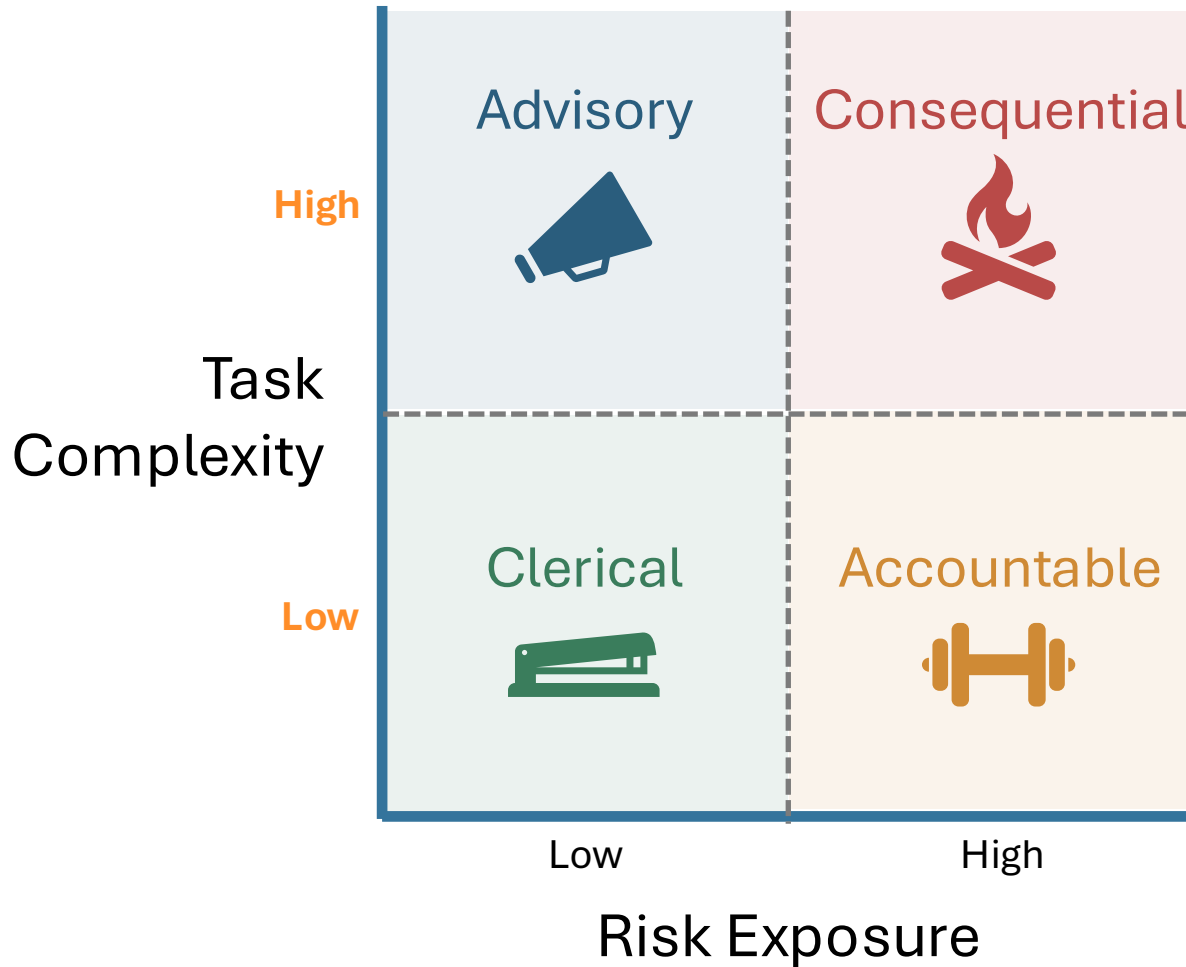 Advisory
Consequential
High
Task
Complexity
Clerical
Accountable
Low
Low
High
Risk Exposure